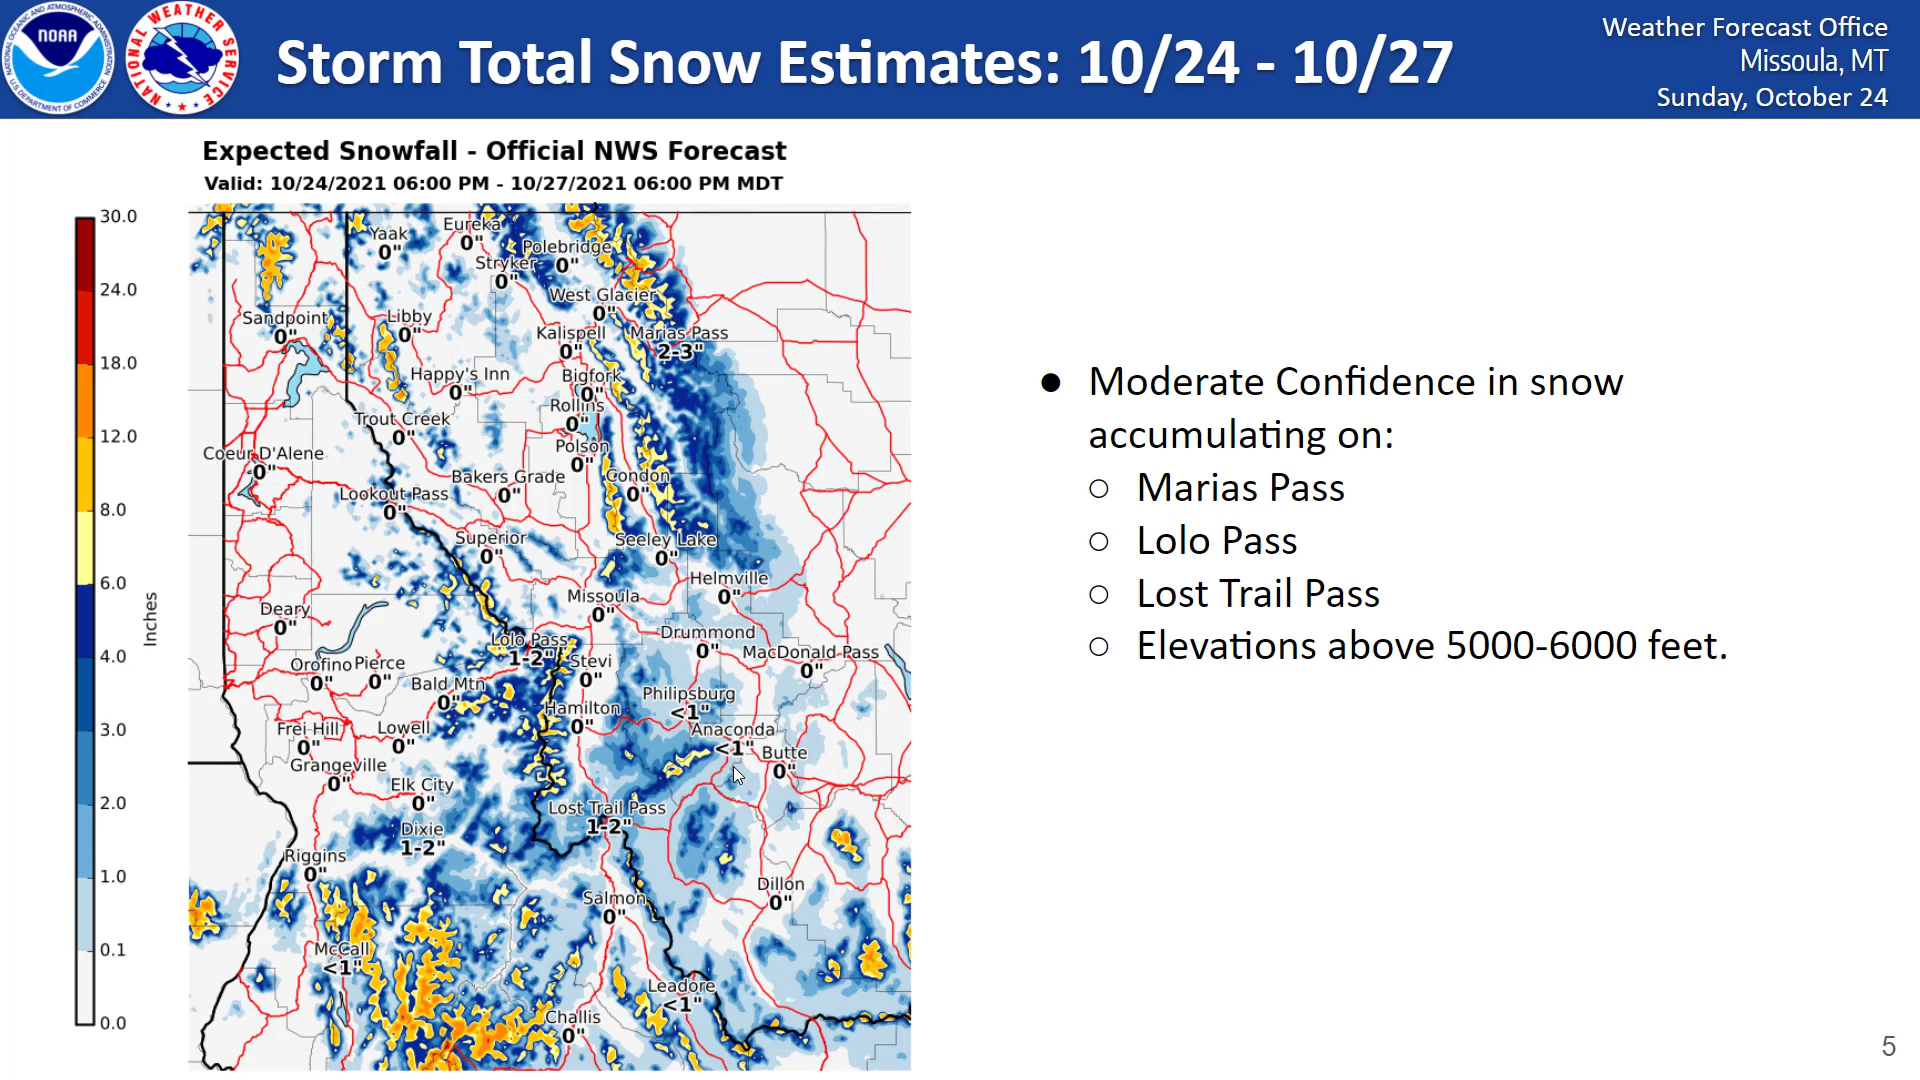 NATIONAL OCEANIC AND ATMOSPHERIC ADMINISTRATION
NOAA
U.S. DEPARTMENT OF COMMERCE
NATIONAL WEATHER SERVICE
Storm Total Snow Estimates: 10/24 - 10/27
Weather Forecast Office
Missoula, MT
Sunday, October 24
Expected Snowfall - Official NWS Forecast
Valid: 10/24/2021 06:00 PM - 10/27/2021 06:00 PM MDT
30.0
24.0
18.0
12.0
8.0
6.0
4.0
3.0
2.0
1.0
0.1
0.0
Inches
Yaak
0"
Eureka
0"
Polebridge
0"
Stryker
0"
West Glacier
0"
Sandpoint
0"
Libby
0"
Kalispell
0"
Marias Pass
2-3"
Happy's Inn
0"
Bigfork
0"
Rollins
0"
Trout Creek
0"
Polson
0"
Coeur D'Alene
0"
Bakers Grade
0"
Condon
0"
Lookout Pass
0"
Superior
0"
Seeley Lake
0"
Helmville
0"
Missoula
0"
Deary
0"
Drummond
0"
Lolo Pass
1-2"
MacDonald Pass
0"
Stevi
0"
Orofino
0"
Pierce
0"
Bald Mtn
0"
Philipsburg
<1"
Hamilton
0"
Frei Hill
0"
Lowell
0"
Anaconda
<1"
Butte
0"
Grangeville
0"
Elk City
0"
Lost Trail Pass
1-2"
Dixie
1-2"
Riggins
0"
Dillon
0"
Salmon
0"
McCall
<1"
Leadore
<1"
Challis
0"
● Moderate Confidence in snow
accumulating on:
○ Marias Pass
○ Lolo Pass
○ Lost Trail Pass
○ Elevations above 5000-6000 feet.
5